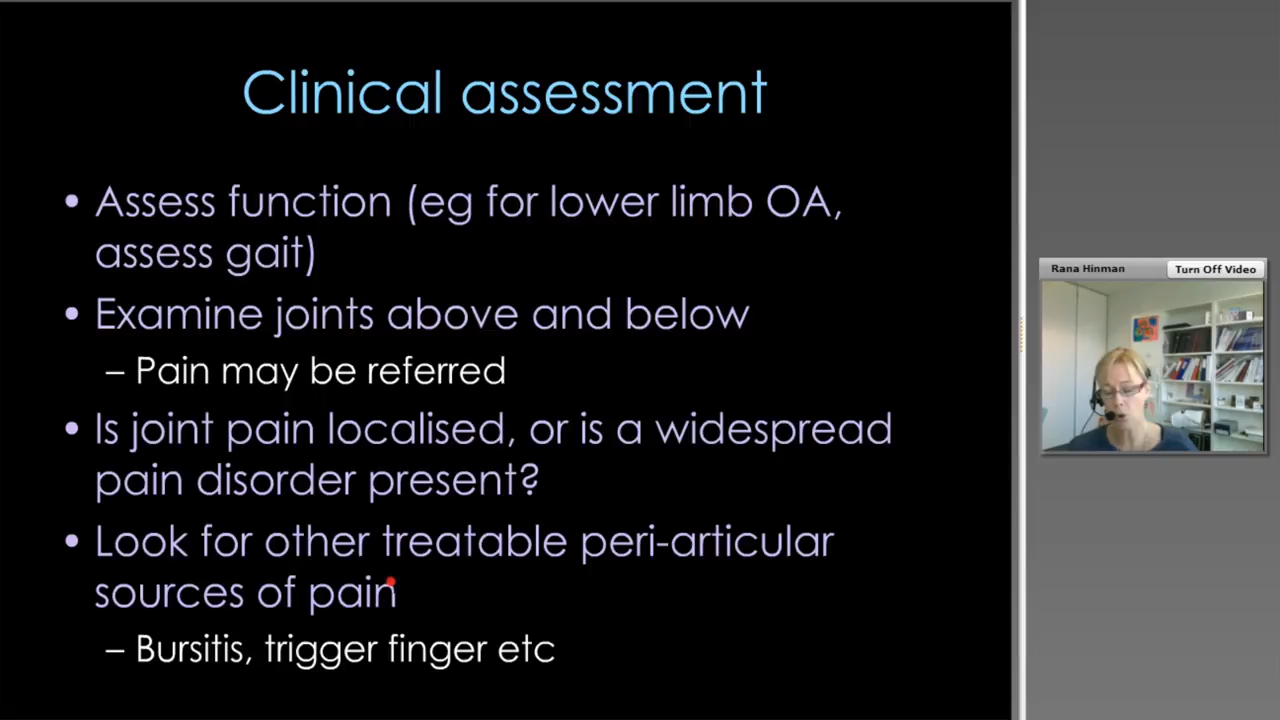 Clinical assessment
• Assess function (eg for lower limb OA,
assess gait)
• Examine joints above and below
– Pain may be referred
• Is joint pain localised, or is a widespread
pain disorder present?
• Look for other treatable peri-articular
sources of pain
– Bursitis, trigger finger etc
Rana Hinman
Turn Off Video